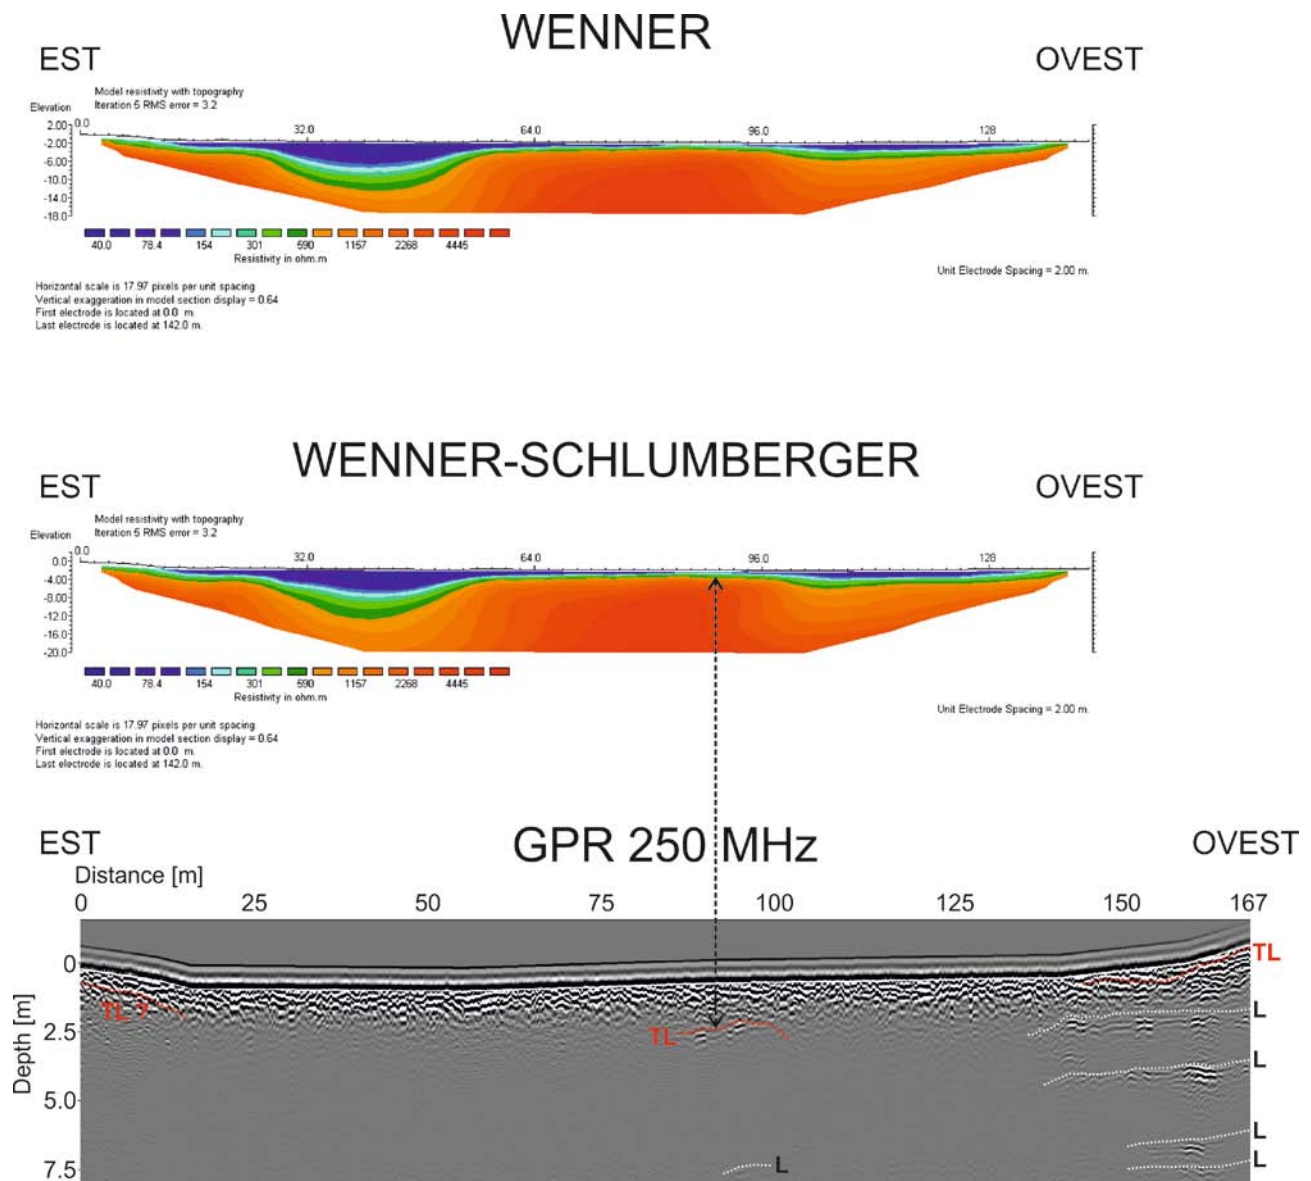 WENNER
EST OVEST
Model resistivity with topography
Iteration 5 RMS error = 3.2
Elevation
0.0 32.0 64.0 96.0 128
2.00
-2.00
-6.00
-10.0
-14.0
-18.0
40.0 78.4 154 301 590 1157 2268 4445
Resistivity in ohm.m
Unit Electrode Spacing = 2.00 m.
Horizontal scale is 17.97 pixels per unit spacing
Vertical exaggeration in model section display = 0.64
First electrode is located at 0.0 m.
Last electrode is located at 142.0 m.
WENNER-SCHLUMBERGER
EST OVEST
Model resistivity with topography
Iteration 5 RMS error = 3.2
Elevation
0.0 32.0 64.0 96.0 128
0.0
-4.00
-8.00
-12.0
-16.0
-20.0
40.0 78.4 154 301 590 1157 2268 4445
Resistivity in ohm.m
Unit Electrode Spacing = 2.00 m.
Horizontal scale is 17.97 pixels per unit spacing
Vertical exaggeration in model section display = 0.64
First electrode is located at 0.0 m.
Last electrode is located at 142.0 m.
GPR 250 MHz
EST OVEST
Distance [m]
0 25 50 75 100 125 150 167
Depth [m]
0
2.5
5.0
7.5
TL
TL ?
L
TL
L
L
L
L